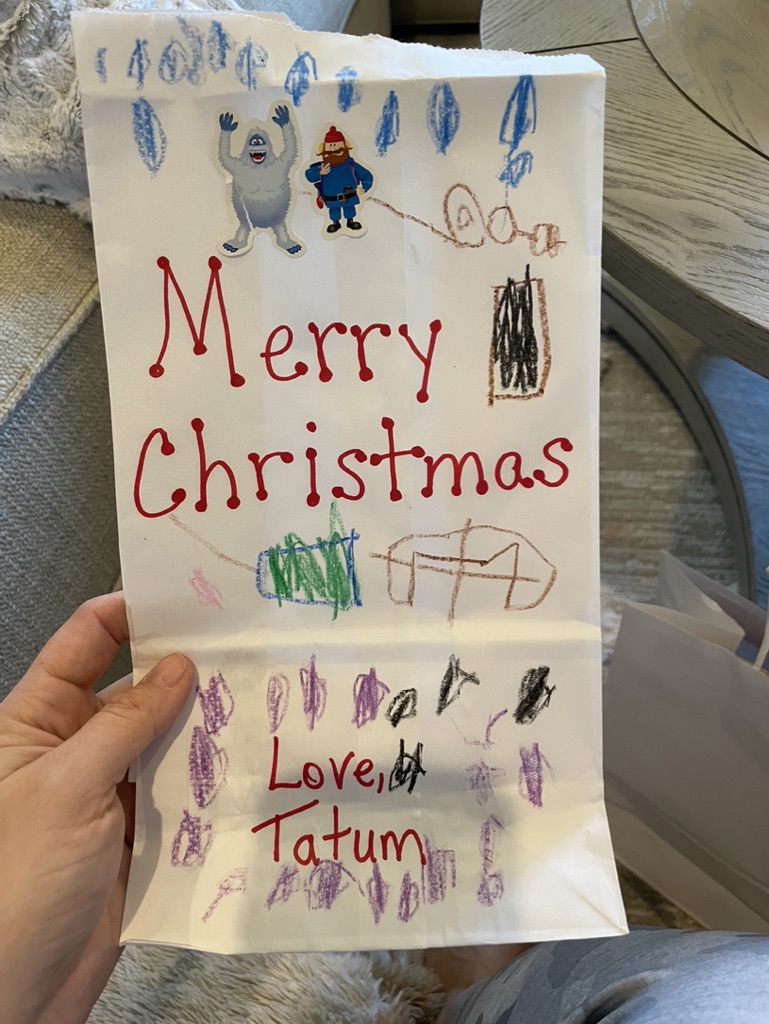 Merry
Christmas
Love,
Tatum